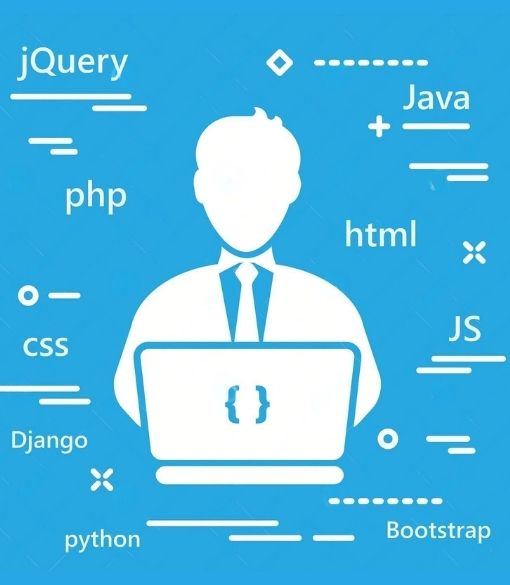 jQuery
Java
php
html
JS
css
{ }
Django
Bootstrap
python